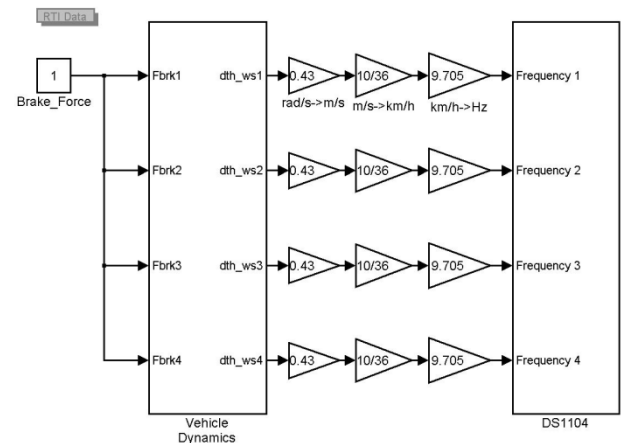 RTI Data
1
Brake_Force
Fbrk1
Fbrk2
Fbrk3
Fbrk4
dth_ws1
dth_ws2
dth_ws3
dth_ws4
Vehicle
Dynamics
0.43
10/36
9.705
rad/s->m/s
m/s->km/h
km/h->Hz
0.43
10/36
9.705
0.43
10/36
9.705
0.43
10/36
9.705
Frequency 1
Frequency 2
Frequency 3
Frequency 4
DS1104